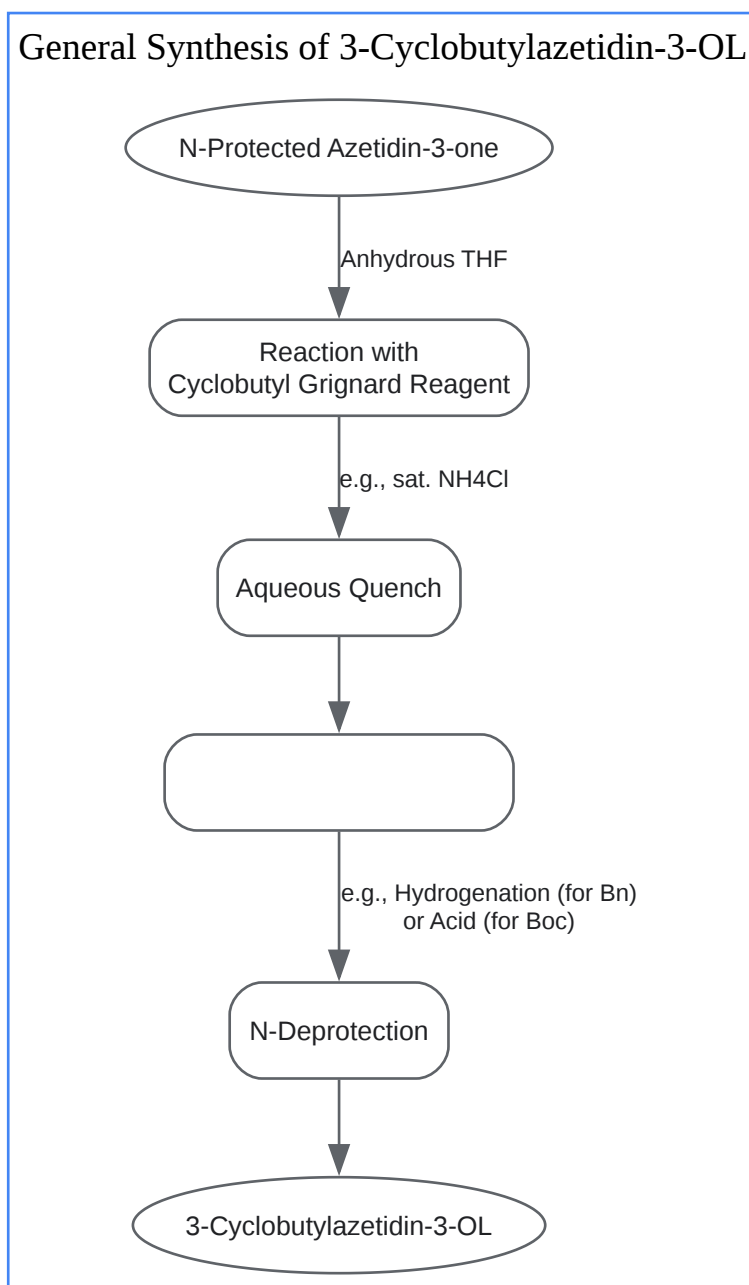 General Synthesis of 3-Cyclobutylazetidin-3-OL
N-Protected Azetidin-3-one
Anhydrous THF
Reaction with
Cyclobutyl Grignard Reagent
e.g., sat. NH4Cl
Aqueous Quench
e.g., Hydrogenation (for Bn)
or Acid (for Boc)
N-Deprotection
3-Cyclobutylazetidin-3-OL